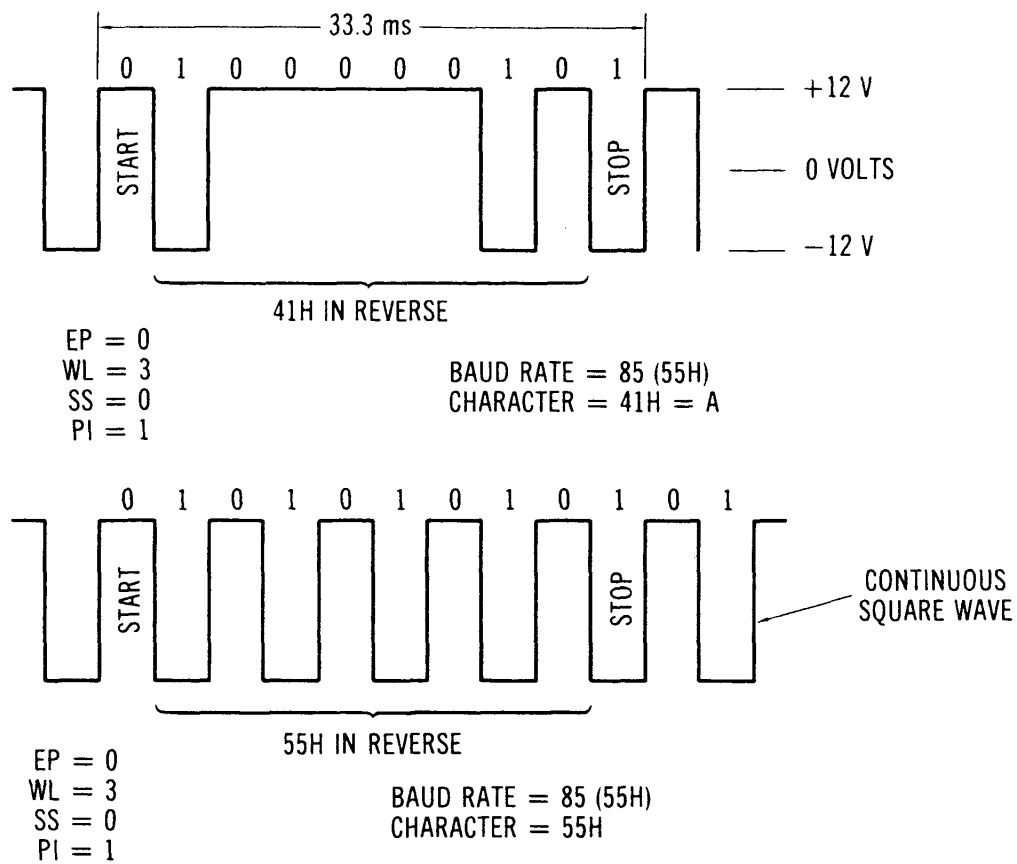 33.3 ms
0 1 0 0 0 0 0 1 0 1
+12 V
START
STOP
0 VOLTS
−12 V
41H IN REVERSE
EP = 0
WL = 3
SS = 0
PI = 1
BAUD RATE = 85 (55H)
CHARACTER = 41H = A
0 1 0 1 0 1 0 1 0 1 0 1
START
STOP
CONTINUOUS
SQUARE WAVE
55H IN REVERSE
EP = 0
WL = 3
SS = 0
PI = 1
BAUD RATE = 85 (55H)
CHARACTER = 55H